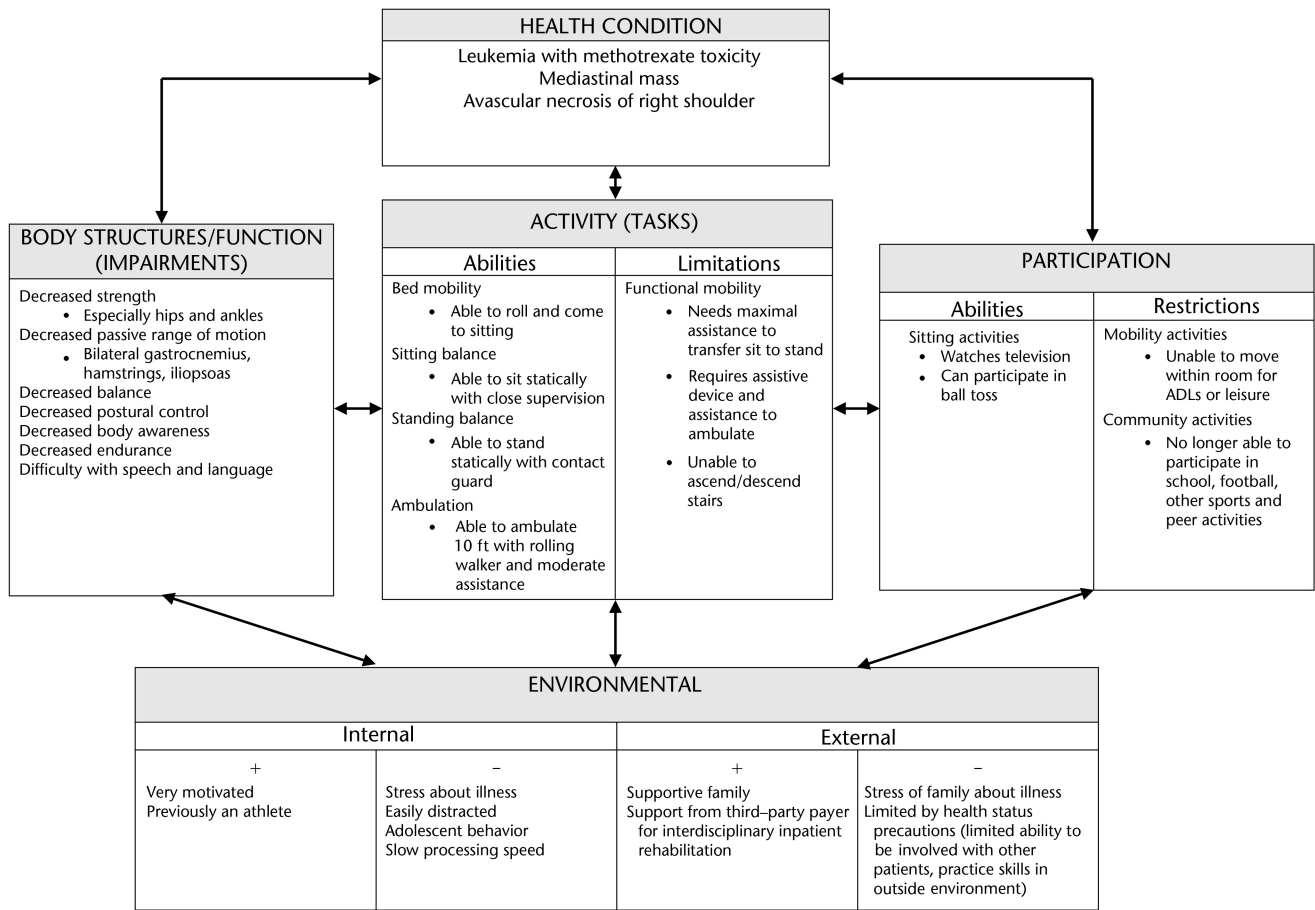 HEALTH CONDITION
Leukemia with methotrexate toxicity
Mediastinal mass
Avascular necrosis of right shoulder
BODY STRUCTURES/FUNCTION
(IMPAIRMENTS)
Decreased strength
• Especially hips and ankles
Decreased passive range of motion
• Bilateral gastrocnemius,
hamstrings, iliopsoas
Decreased balance
Decreased postural control
Decreased body awareness
Decreased endurance
Difficulty with speech and language
ACTIVITY (TASKS)
Abilities
Bed mobility
• Able to roll and come
to sitting
Sitting balance
• Able to sit statically
with close supervision
Standing balance
• Able to stand
statically with contact
guard
Ambulation
• Able to ambulate
10 ft with rolling
walker and moderate
assistance
Limitations
Functional mobility
• Needs maximal
assistance to
transfer sit to stand
• Requires assistive
device and
assistance to
ambulate
• Unable to
ascend/descend
stairs
PARTICIPATION
Abilities
Sitting activities
• Watches television
• Can participate in
ball toss
Restrictions
Mobility activities
• Unable to move
within room for
ADLs or leisure
Community activities
• No longer able to
participate in
school, football,
other sports and
peer activities
ENVIRONMENTAL
Internal
+
Very motivated
Previously an athlete
–
Stress about illness
Easily distracted
Adolescent behavior
Slow processing speed
External
+
Supportive family
Support from third–party payer
for interdisciplinary inpatient
rehabilitation
–
Stress of family about illness
Limited by health status
precautions (limited ability to
be involved with other
patients, practice skills in
outside environment)